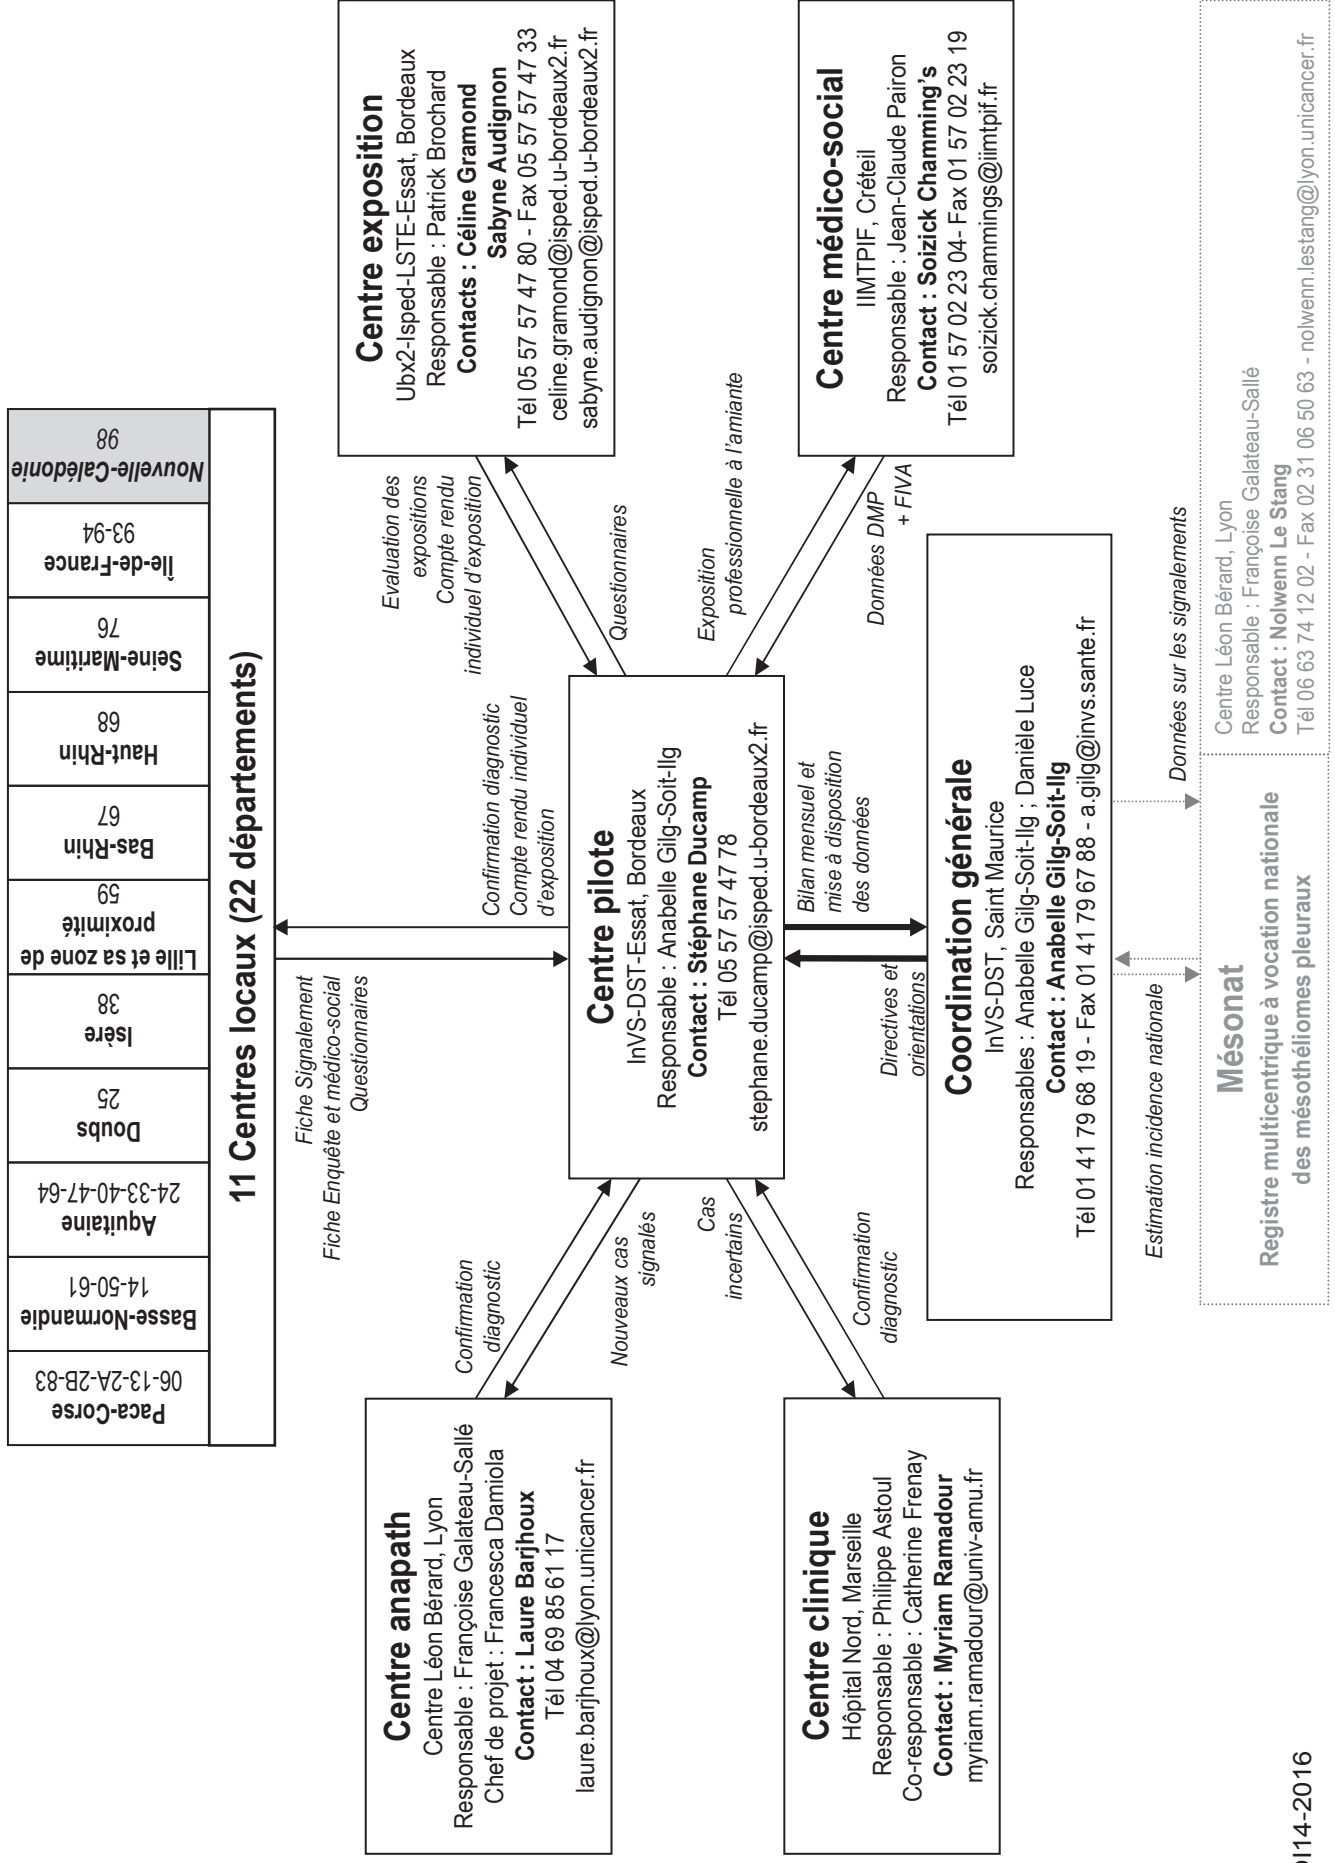 Paca-Corse
06-13-2A-2B-83
Basse-Normandie
14-50-61
Aquitaine
24-33-40-47-64
Doubs
25
Isère
38
Lille et sa zone de
proximité
59
Bas-Rhin
67
Haut-Rhin
68
Seine-Maritime
76
Île-de-France
93-94
Nouvelle-Calédonie
98
11 Centres locaux (22 départements)
Fiche Signalement
Fiche Enquête et médico-social
Questionnaires
Confirmation diagnostic
Compte rendu individuel
d'exposition
Centre anapath
Centre Léon Bérard, Lyon
Responsable : Françoise Galateau-Sallé
Chef de projet : Francesca Damiola
Contact : Laure Barjhoux
Tél 04 69 85 61 17
laure.barjhoux@lyon.unicancer.fr
Confirmation
diagnostic
Nouveaux cas
signalés
Evaluation des
expositions
Compte rendu
individuel d'exposition
Questionnaires
Centre exposition
Ubx2-Isped-LSTE-Essat, Bordeaux
Responsable : Patrick Brochard
Contacts : Céline Gramond
Sabyne Audignon
Tél 05 57 57 47 80 - Fax 05 57 57 47 33
celine.gramond@isped.u-bordeaux2.fr
sabyne.audignon@isped.u-bordeaux2.fr
Centre pilote
InVS-DST-Essat, Bordeaux
Responsable : Anabelle Gilg-Soit-Ilg
Contact : Stéphane Ducamp
Tél 05 57 57 47 78
stephane.ducamp@isped.u-bordeaux2.fr
Centre clinique
Hôpital Nord, Marseille
Responsable : Philippe Astoul
Co-responsable : Catherine Frenay
Contact : Myriam Ramadour
myriam.ramadour@univ-amu.fr
Cas
incertains
Confirmation
diagnostic
Directives et
orientations
Bilan mensuel et
mise à disposition
des données
Exposition
professionnelle à l'amiante
Données DMP
+ FIVA
Centre médico-social
IIMTPIF, Créteil
Responsable : Jean-Claude Pairon
Contact : Soizick Chamming's
Tél 01 57 02 23 04- Fax 01 57 02 23 19
soizick.chammings@iimtpif.fr
Coordination générale
InVS-DST, Saint Maurice
Responsables : Anabelle Gilg-Soit-Ilg ; Danièle Luce
Contact : Anabelle Gilg-Soit-Ilg
Tél 01 41 79 68 19 - Fax 01 41 79 67 88 - a.gilg@invs.sante.fr
Estimation incidence nationale
Données sur les signalements
Mésonat
Registre multicentrique à vocation nationale
des mésothéliomes pleuraux
Centre Léon Bérard, Lyon
Responsable : Françoise Galateau-Sallé
Contact : Nolwenn Le Stang
Tél 06 63 74 12 02 - Fax 02 31 06 50 63 - nolwenn.lestang@lyon.unicancer.fr